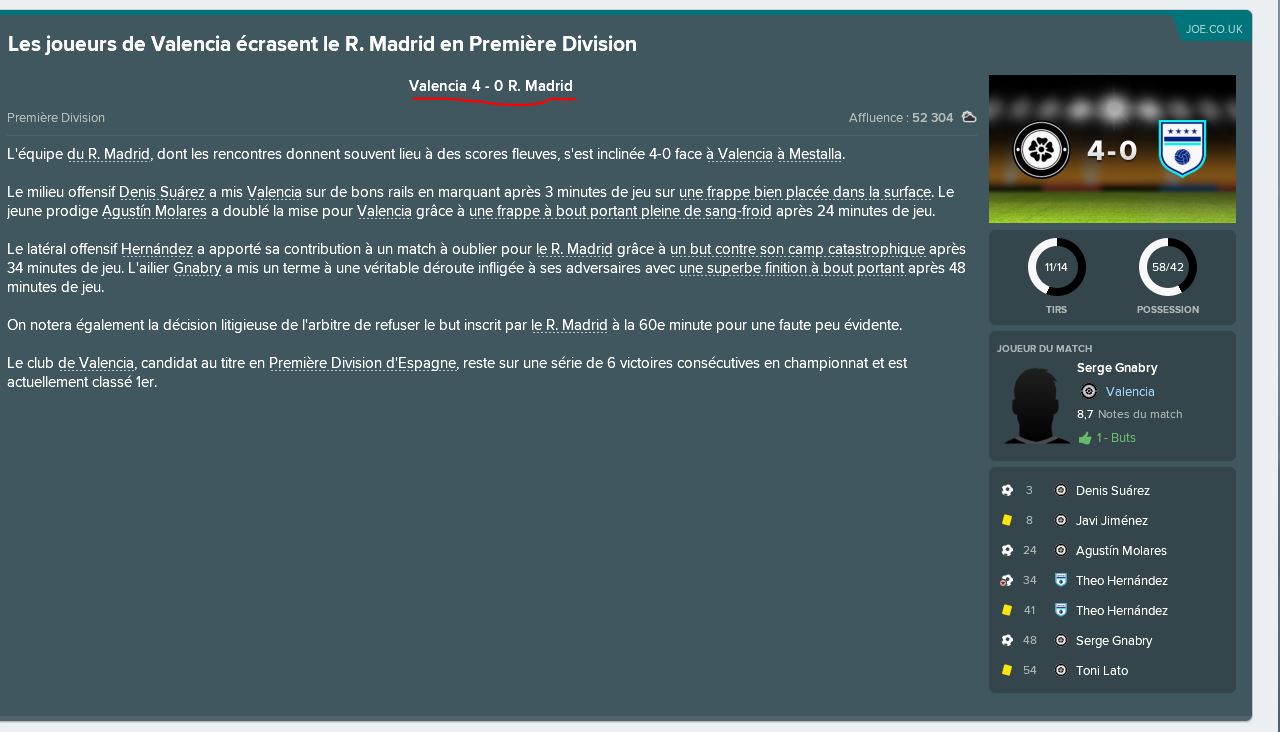 JOE.CO.UK
Les joueurs de Valencia écrasent le R. Madrid en Première Division
Valencia 4 - 0 R. Madrid
Première Division
Affluence : 52 304
L'équipe du R. Madrid, dont les rencontres donnent souvent lieu à des scores fleuves, s'est inclinée 4-0 face à Valencia à Mestalla.
Le milieu offensif Denis Suárez a mis Valencia sur de bons rails en marquant après 3 minutes de jeu sur une frappe bien placée dans la surface. Le
jeune prodige Agustín Molares a doublé la mise pour Valencia grâce à une frappe à bout portant pleine de sang-froid après 24 minutes de jeu.
Le latéral offensif Hernández a apporté sa contribution à un match à oublier pour le R. Madrid grâce à un but contre son camp catastrophique après
34 minutes de jeu. L'ailier Gnabry a mis un terme à une véritable déroute infligée à ses adversaires avec une superbe finition à bout portant après 48
minutes de jeu.
On notera également la décision litigieuse de l'arbitre de refuser le but inscrit par le R. Madrid à la 60e minute pour une faute peu évidente.
Le club de Valencia, candidat au titre en Première Division d'Espagne, reste sur une série de 6 victoires consécutives en championnat et est
actuellement classé 1er.
4-0
11/14
58/42
TIRS
POSSESSION
JOUEUR DU MATCH
Serge Gnabry
Valencia
8,7 Notes du match
1 - Buts
3 Denis Suárez
8 Javi Jiménez
24 Agustín Molares
34 Theo Hernández
41 Theo Hernández
48 Serge Gnabry
54 Toni Lato